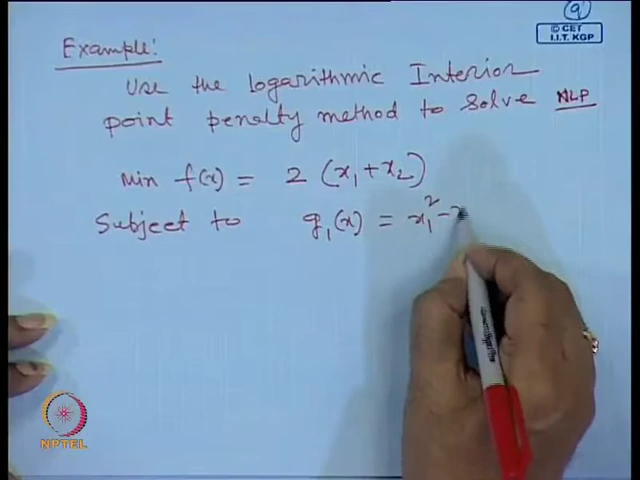 9
© CET
I.I.T. KGP
Example:
Use the logarithmic Interior
point penalty method to solve NLP
Min f(x) = 2 (x₁+x₂)
Subject to g₁(x) = x₁² -
NPTEL